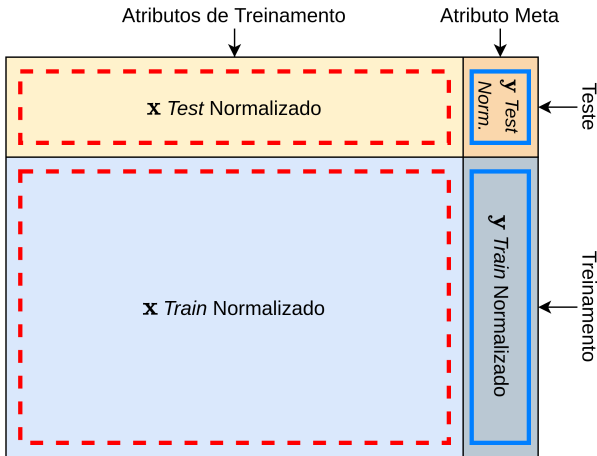 Atributos de Treinamento
Atributo Meta
x Test Normalizado
y Test
Norm.
Teste
x Train Normalizado
y Train Normalizado
Treinamento